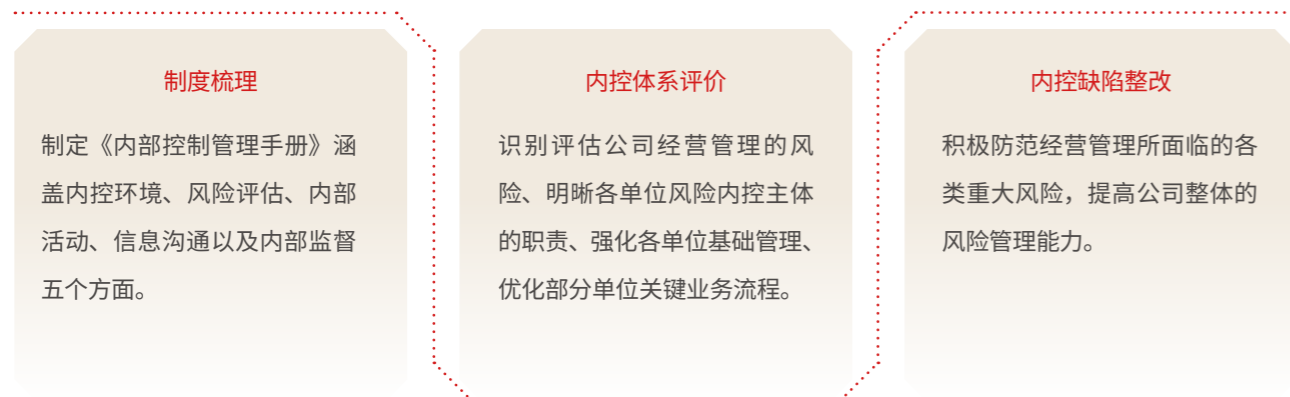 制度梳理
制定《内部控制管理手册》涵
盖内控环境、风险评估、内部
活动、信息沟通以及内部监督
五个方面。
内控体系评价
识别评估公司经营管理的风
险、明晰各单位风险内控主体
的职责、强化各单位基础管理、
优化部分单位关键业务流程。
内控缺陷整改
积极防范经营管理所面临的各
类重大风险，提高公司整体的
风险管理能力。